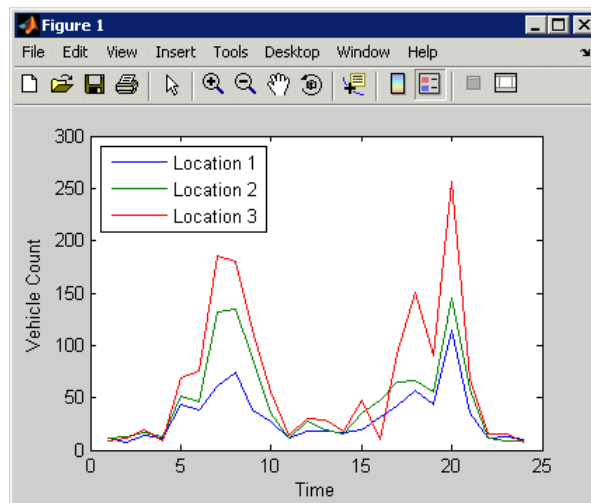 Figure 1
File Edit View Insert Tools Desktop Window Help
300
250
200
150
100
50
0
Vehicle Count
Location 1
Location 2
Location 3
0 5 10 15 20 25
Time